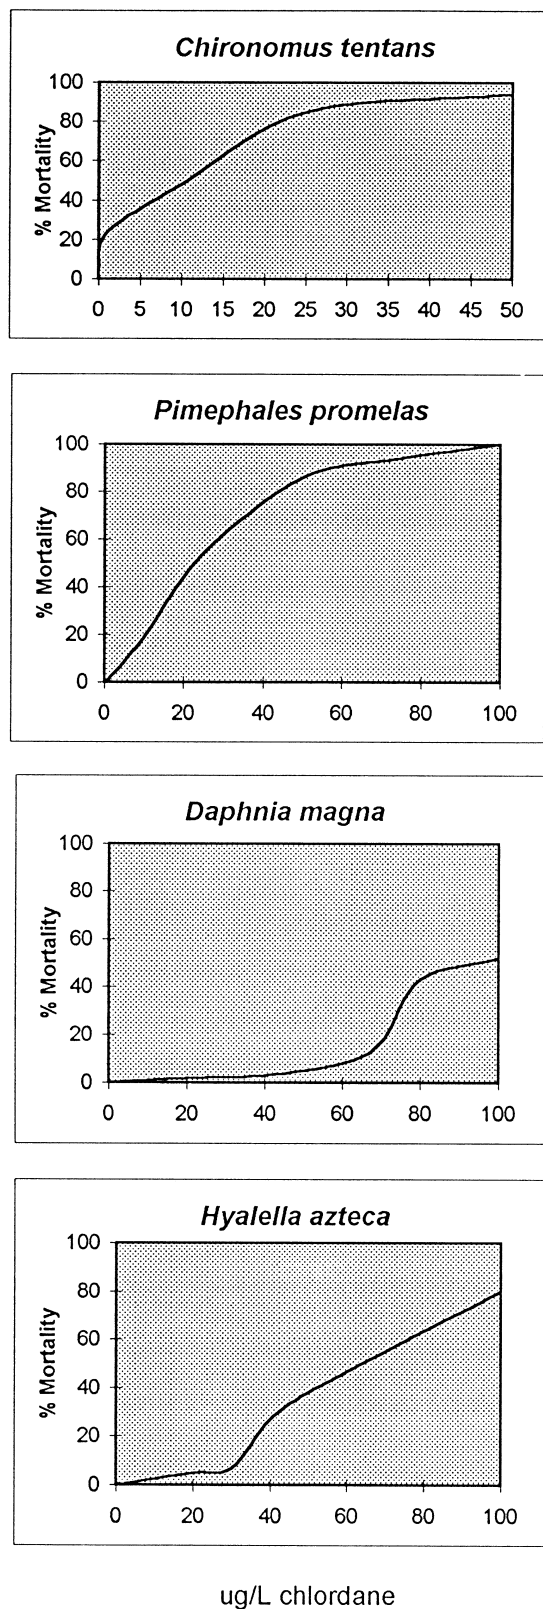 Chironomus tentans
% Mortality
100
80
60
40
20
0
0 5 10 15 20 25 30 35 40 45 50
Pimephales promelas
% Mortality
100
80
60
40
20
0
0 20 40 60 80 100
Daphnia magna
% Mortality
100
80
60
40
20
0
0 20 40 60 80 100
Hyalella azteca
% Mortality
100
80
60
40
20
0
0 20 40 60 80 100
ug/L chlordane